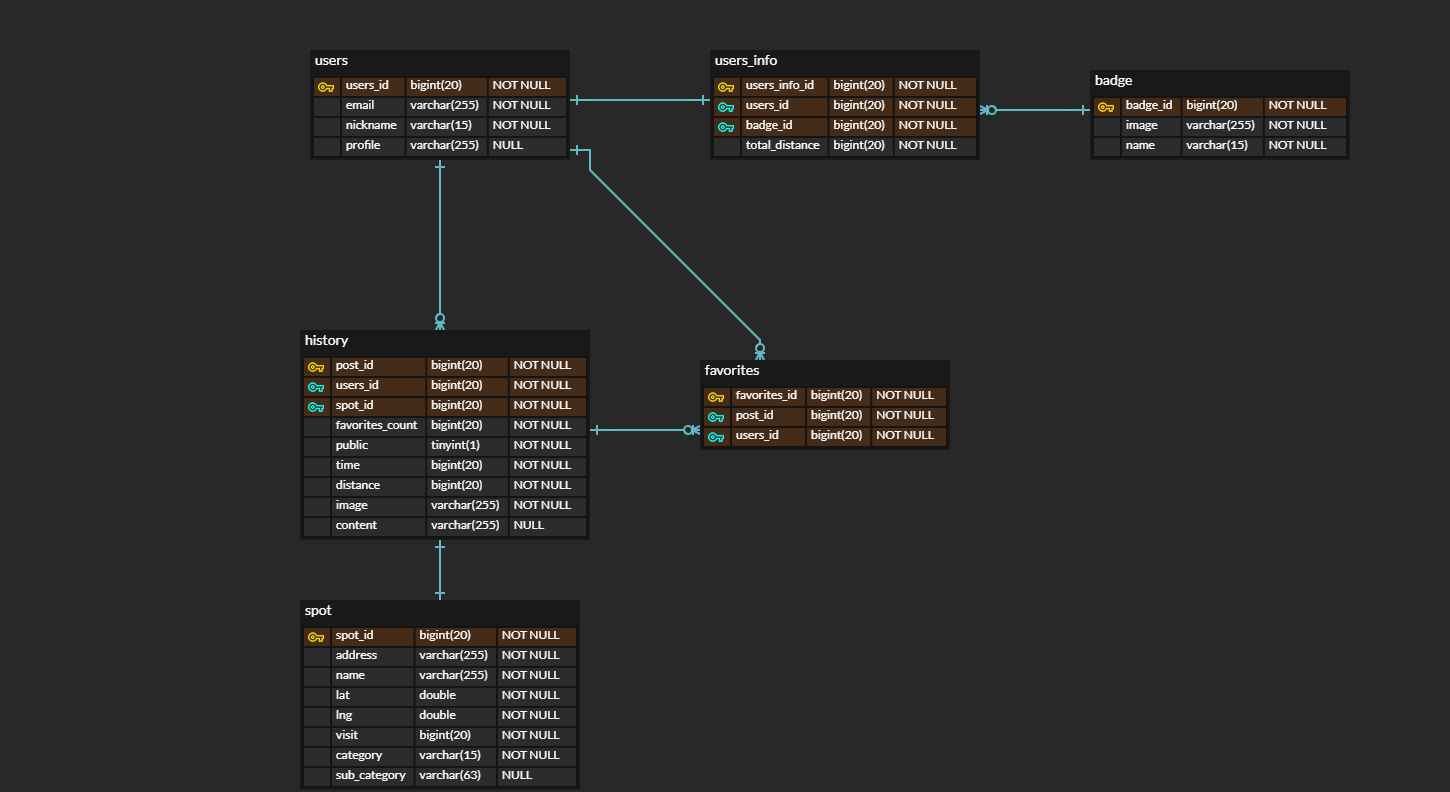 users
users_id bigint(20) NOT NULL
email varchar(255) NOT NULL
nickname varchar(15) NOT NULL
profile varchar(255) NULL
users_info
users_info_id bigint(20) NOT NULL
users_id bigint(20) NOT NULL
badge_id bigint(20) NOT NULL
total_distance bigint(20) NOT NULL
badge
badge_id bigint(20) NOT NULL
image varchar(255) NOT NULL
name varchar(15) NOT NULL
history
post_id bigint(20) NOT NULL
users_id bigint(20) NOT NULL
spot_id bigint(20) NOT NULL
favorites_count bigint(20) NOT NULL
public tinyint(1) NOT NULL
time bigint(20) NOT NULL
distance bigint(20) NOT NULL
image varchar(255) NOT NULL
content varchar(255) NULL
favorites
favorites_id bigint(20) NOT NULL
post_id bigint(20) NOT NULL
users_id bigint(20) NOT NULL
spot
spot_id bigint(20) NOT NULL
address varchar(255) NOT NULL
name varchar(255) NOT NULL
lat double NOT NULL
lng double NOT NULL
visit bigint(20) NOT NULL
category varchar(15) NOT NULL
sub_category varchar(63) NULL